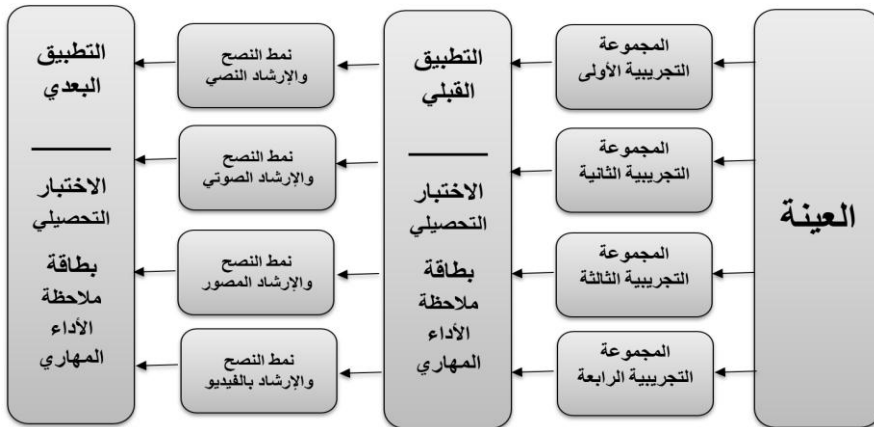 العينة
المجموعة
التجريبية الأولى
المجموعة
التجريبية الثانية
المجموعة
التجريبية الثالثة
المجموعة
التجريبية الرابعة
التطبيق
القبلي
الاختبار
التحصيلي
بطاقة
ملاحظة
الأداء
المهاري
نمط النصح
والإرشاد النصي
نمط النصح
والإرشاد الصوتي
نمط النصح
والإرشاد المصور
نمط النصح
والإرشاد بالفيديو
التطبيق
البعدي
الاختبار
التحصيلي
بطاقة
ملاحظة
الأداء
المهاري